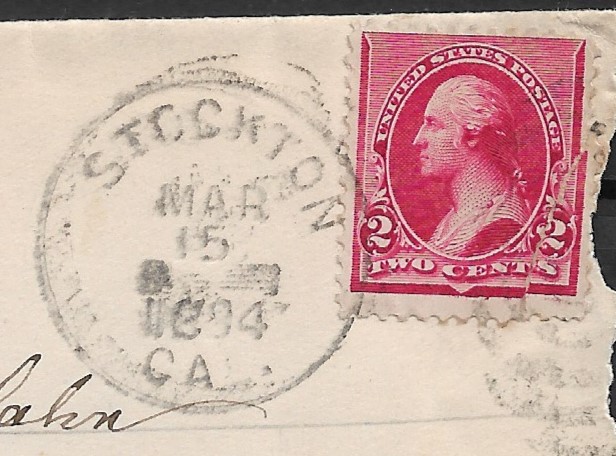 STOCKTON
MAR
15
1894
CAL.
UNITED STATES POSTAGE
2 2
TWO CENTS